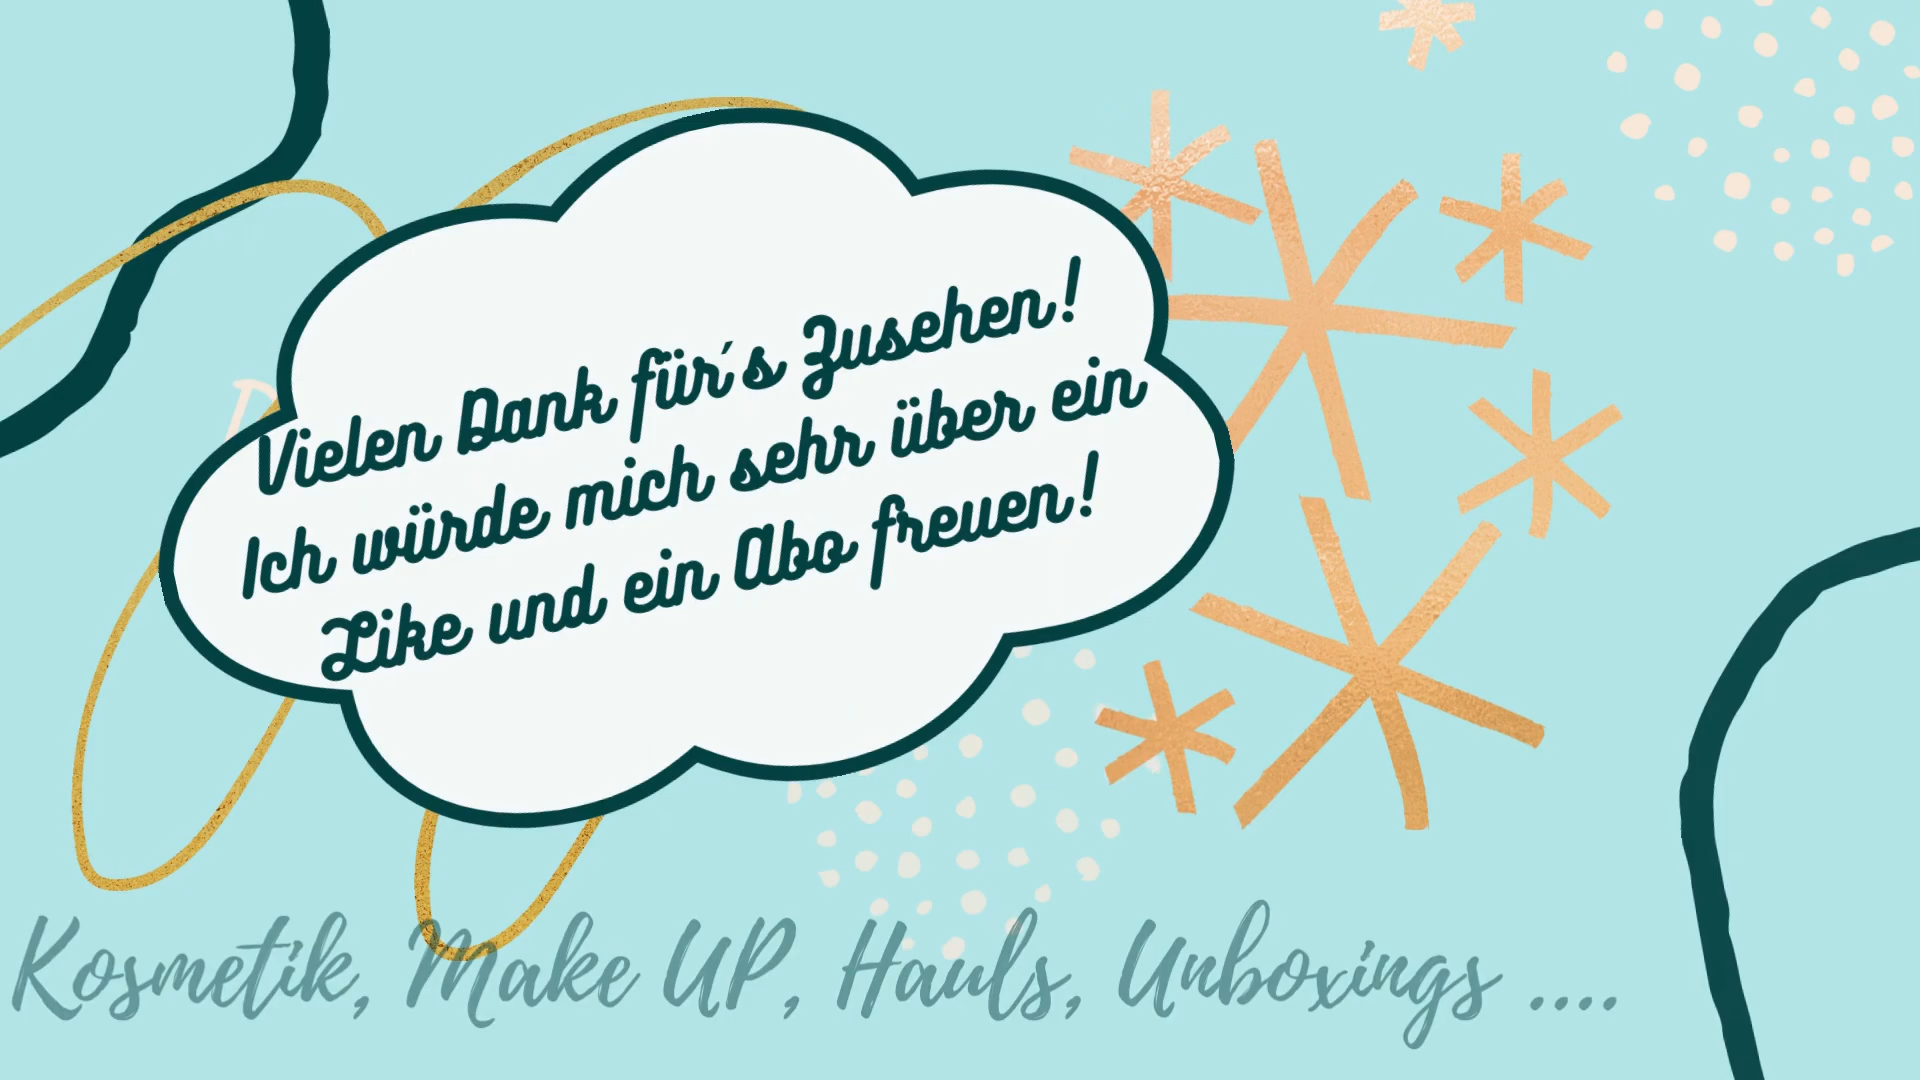 Vielen Dank für´s Zusehen!
Ich würde mich sehr über ein
Like und ein Abo freuen!
Kosmetik, Make UP, Hauls, Unboxings ....